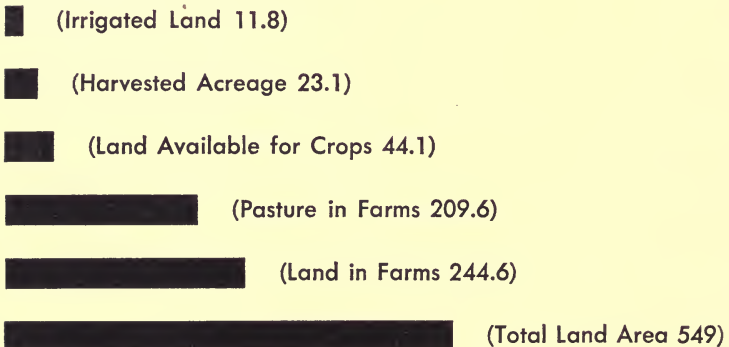 (Irrigated Land 11.8)
(Harvested Acreage 23.1)
(Land Available for Crops 44.1)
(Pasture in Farms 209.6)
(Land in Farms 244.6)
(Total Land Area 549)